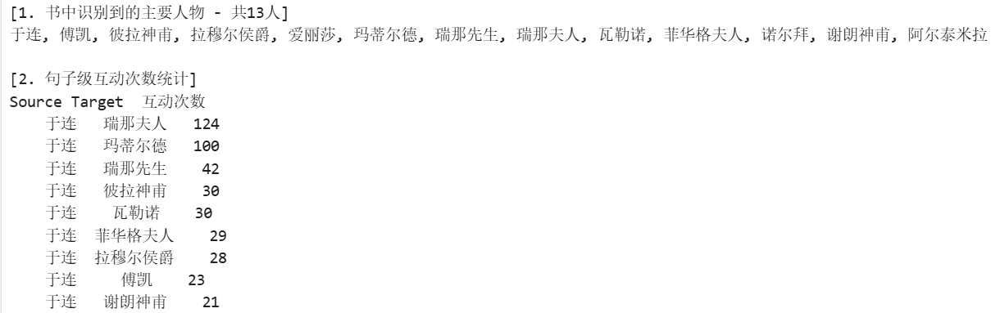 [1. 书中识别到的主要人物 - 共13人]
于连, 傅凯, 彼拉神甫, 拉穆尔侯爵, 爱丽莎, 玛蒂尔德, 瑞那先生, 瑞那夫人, 瓦勒诺, 菲华格夫人, 诺尔拜, 谢朗神甫, 阿尔泰米拉
[2. 句子级互动次数统计]
Source Target 互动次数
于连 瑞那夫人 124
于连 玛蒂尔德 100
于连 瑞那先生 42
于连 彼拉神甫 30
于连 瓦勒诺 30
于连 菲华格夫人 29
于连 拉穆尔侯爵 28
于连 傅凯 23
于连 谢朗神甫 21